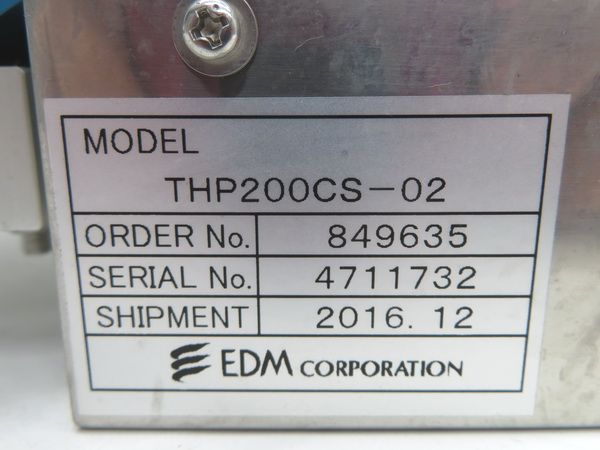 MODEL
THP200CS-02
ORDER No. 849635
SERIAL No. 4711732
SHIPMENT 2016. 12
EDM CORPORATION